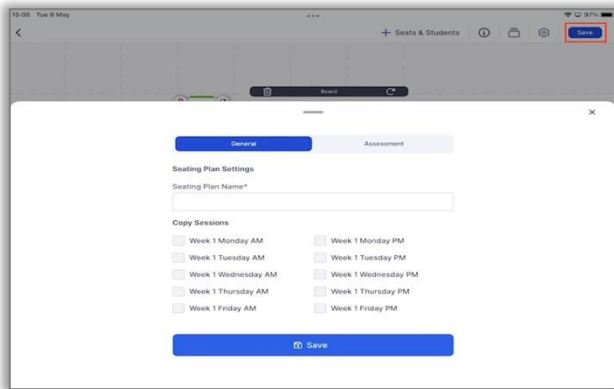 15:05 Tue 6 May 97%
+ Seats & Students Save
Board
General Assessment
Seating Plan Settings
Seating Plan Name*
Copy Sessions
Week 1 Monday AM Week 1 Monday PM
Week 1 Tuesday AM Week 1 Tuesday PM
Week 1 Wednesday AM Week 1 Wednesday PM
Week 1 Thursday AM Week 1 Thursday PM
Week 1 Friday AM Week 1 Friday PM
Save